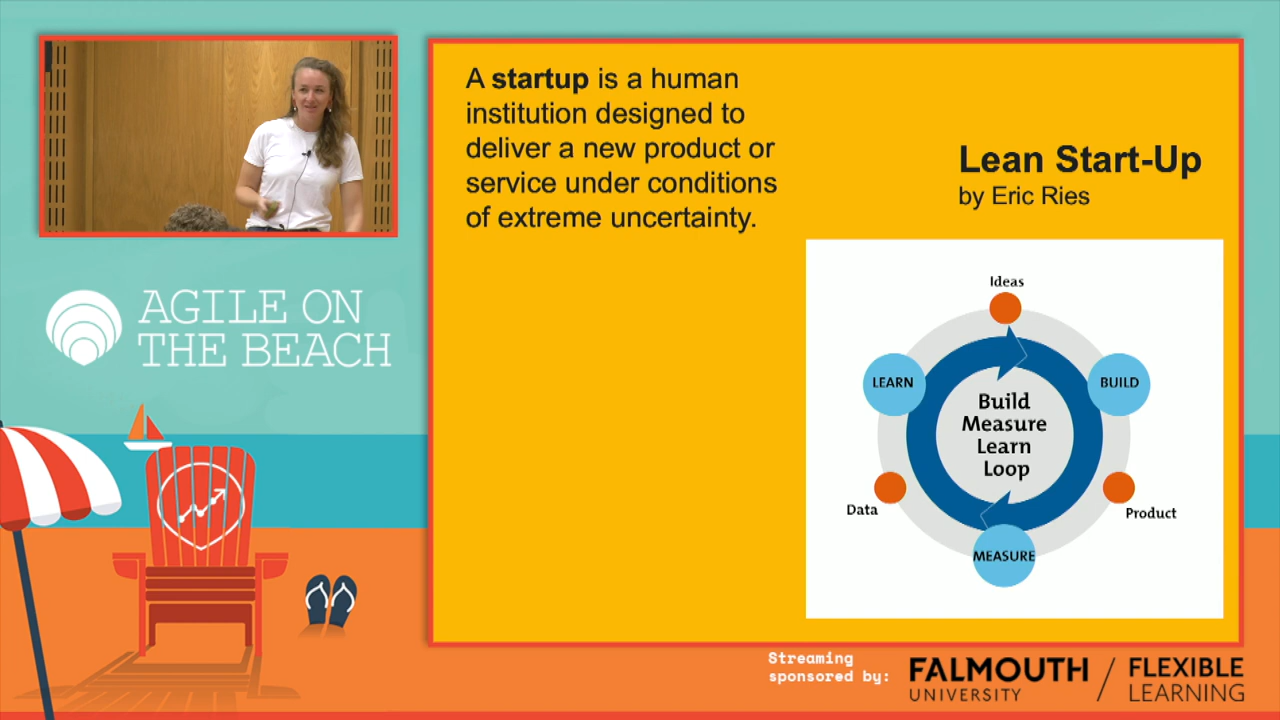 A startup is a human
institution designed to
deliver a new product or
service under conditions
of extreme uncertainty.
Lean Start-Up
by Eric Ries
AGILE ON
THE BEACH
Ideas
LEARN
BUILD
Build
Measure
Learn
Loop
Data
Product
MEASURE
Streaming
sponsored by:
FALMOUTH
UNIVERSITY
/
FLEXIBLE
LEARNING